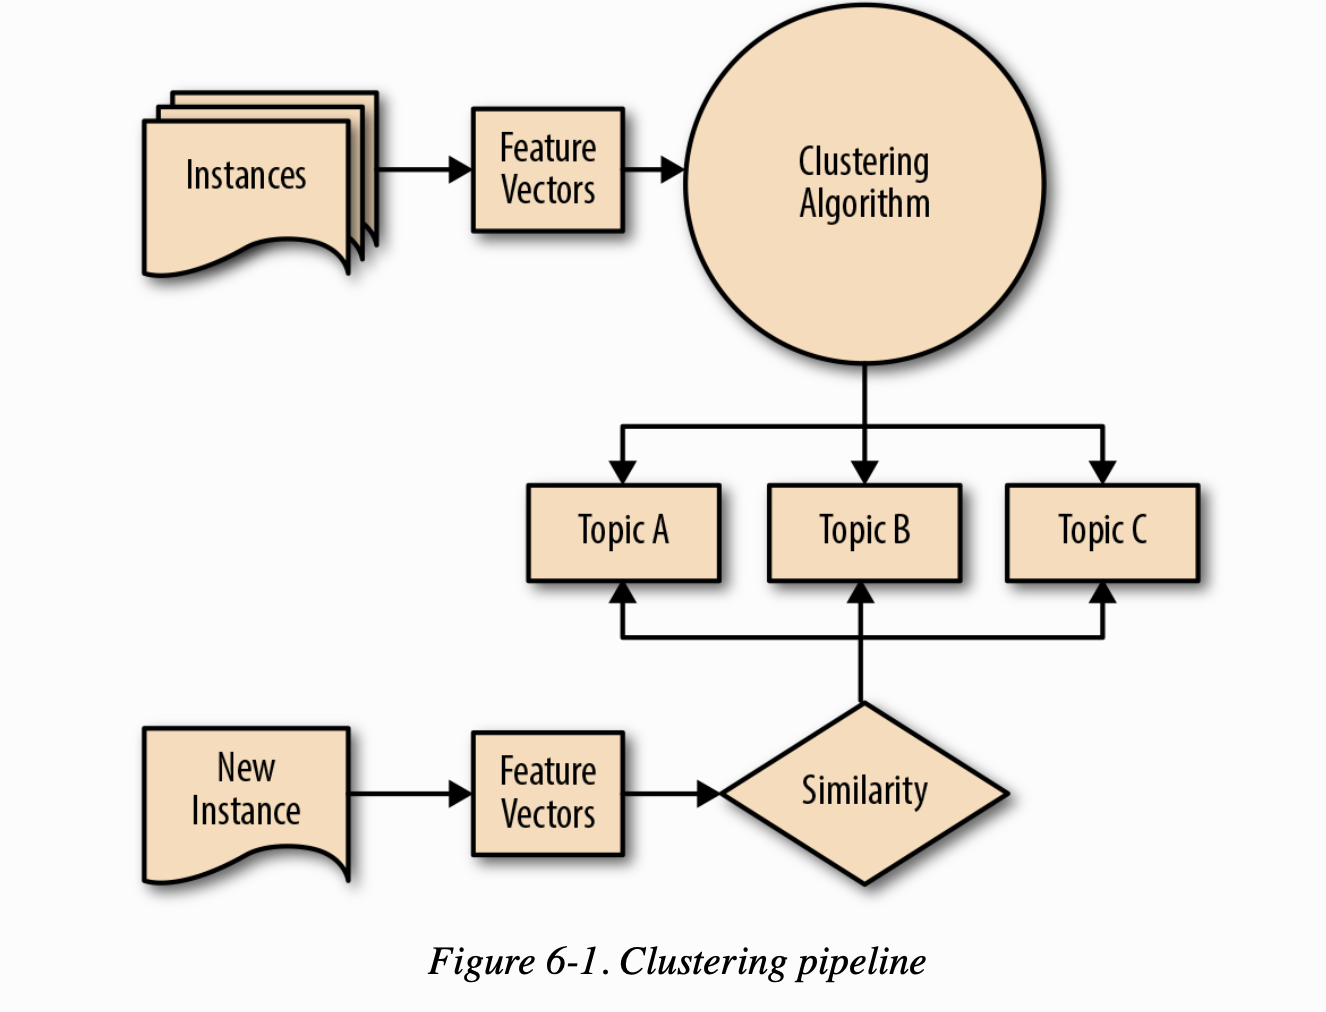 Instances
Feature
Vectors
Clustering
Algorithm
Topic A
Topic B
Topic C
New
Instance
Feature
Vectors
Similarity
Figure 6-1. Clustering pipeline